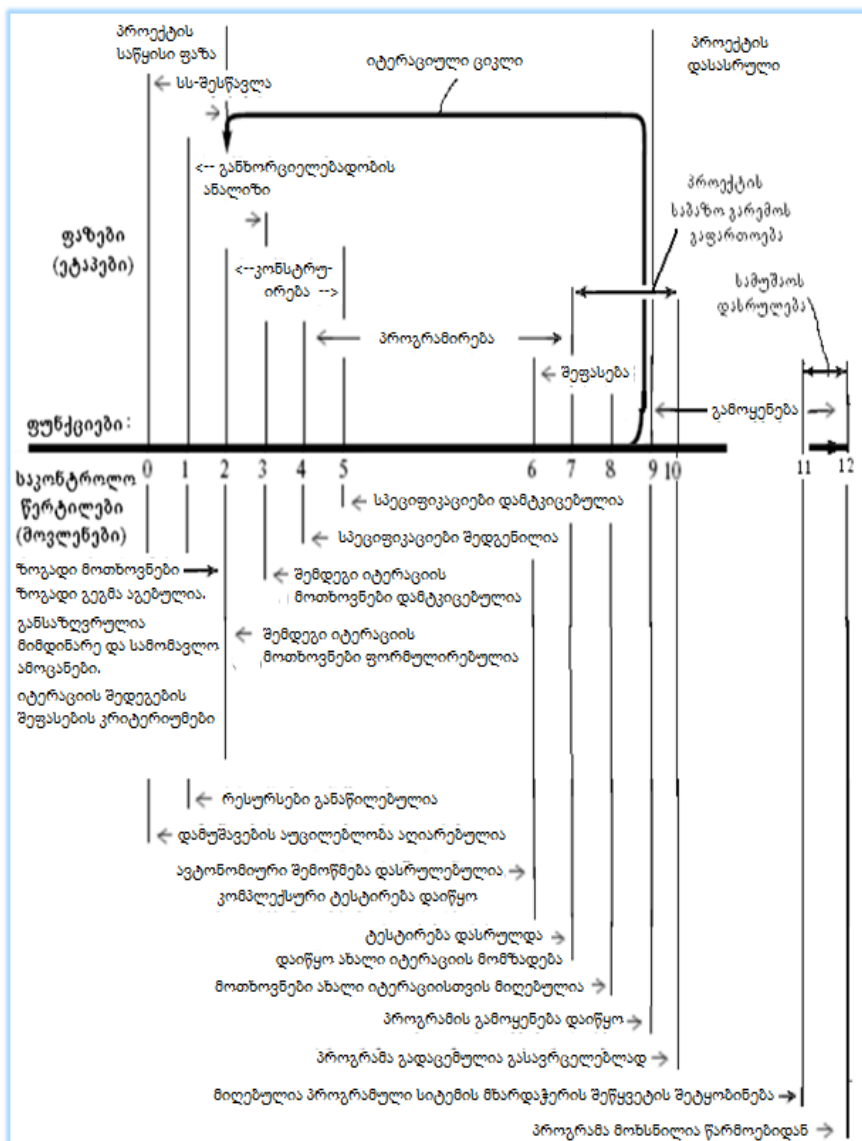 პროექტის
საწყისი ფაზა
პროექტის
დასასრული
იტერაციული ციკლი
სს-შესწავლა
<-- განხორციელებადობის
ანალიზი
პროექტის
საბაზო გარემოს
გაფართოება
ფაზები
(ეტაპები)
<--კონსტრუ-
ირება -->
სამუშაოს
დასრულება
პროგრამირება
შეფასება
გამოყენება
ფუნქციები:
საკონტროლო
წერტილები
(მოვლენები)
0 1 2 3 4 5 6 7 8 9 10 11 12
სპეციფიკაციები დამტკიცებულია
სპეციფიკაციები შედგენილია
ზოგადი მოთხოვნები
ზოგადი გეგმა აგებულია.
შემდეგი იტერაციის
მოთხოვნები დამტკიცებულია
განსაზღვრულია
მიმდინარე და სამომავლო
ამოცანები.
შემდეგი იტერაციის
მოთხოვნები ფორმულირებულია
იტერაციის შედეგების
შეფასების კრიტერიუმები
რესურსები განაწილებულია
დამუშავების აუცილებლობა აღიარებულია
ავტონომიური შემოწმება დასრულებულია,
კომპლექსური ტესტირება დაიწყო
ტესტირება დასრულდა
დაიწყო ახალი იტერაციის მომზადება
მოთხოვნები ახალი იტერაციისთვის მიღებულია
პროგრამის გამოყენება დაიწყო
პროგრამა გადაცემულია გასავრცელებლად
მიღებულია პროგრამული სიტემის მხარდაჭერის შეწყვეტის შეტყობინება
პროგრამა მოხსნილია წარმოებიდან